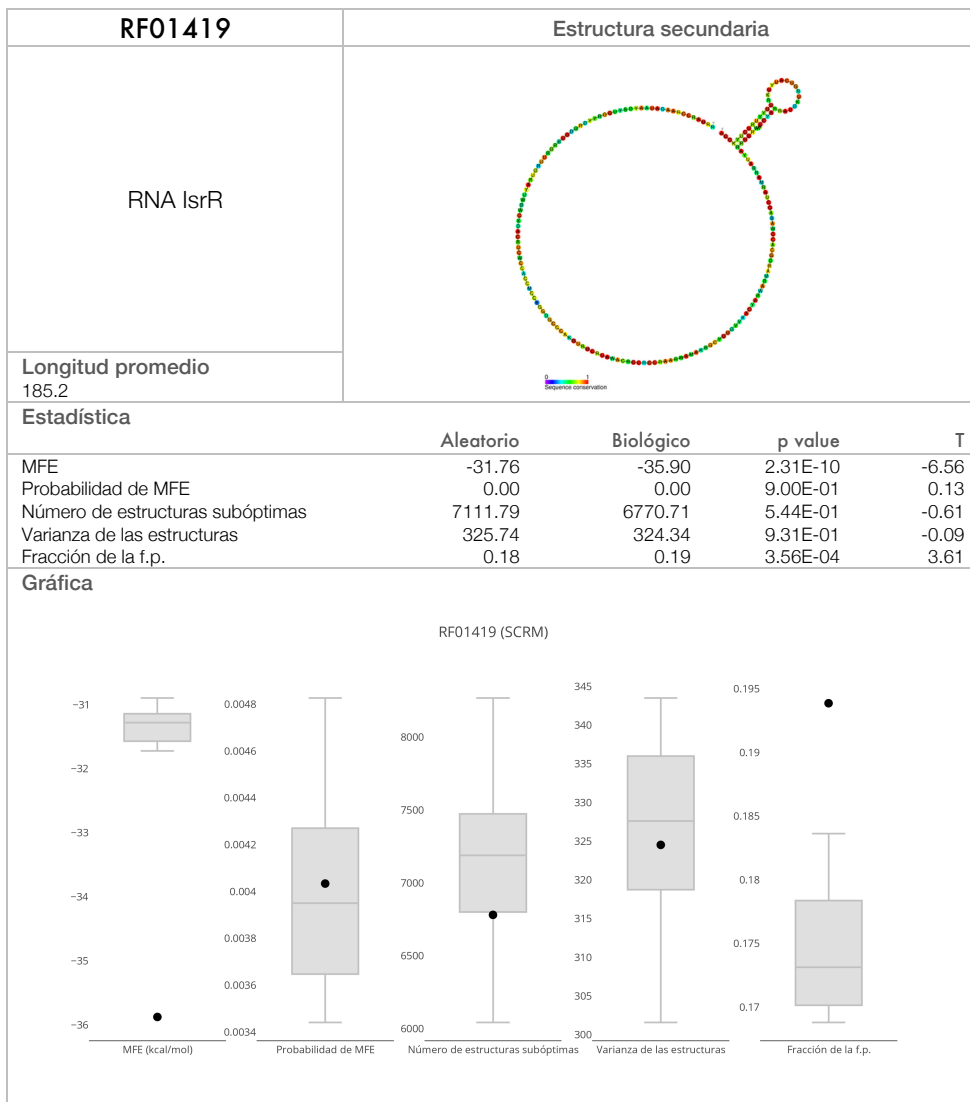 RF01419
Estructura secundaria
RNA IsrR
0 1
Sequence conservation
Longitud promedio
185.2
Estadística
Aleatorio Biológico p value T
MFE -31.76 -35.90 2.31E-10 -6.56
Probabilidad de MFE 0.00 0.00 9.00E-01 0.13
Número de estructuras subóptimas 7111.79 6770.71 5.44E-01 -0.61
Varianza de las estructuras 325.74 324.34 9.31E-01 -0.09
Fracción de la f.p. 0.18 0.19 3.56E-04 3.61
Gráfica
RF01419 (SCRM)
−31
−32
−33
−34
−35
−36
MFE (kcal/mol)
0.0048
0.0046
0.0044
0.0042
0.004
0.0038
0.0036
0.0034
Probabilidad de MFE
8000
7500
7000
6500
6000
Número de estructuras subóptimas
345
340
335
330
325
320
315
310
305
300
Varianza de las estructuras
0.195
0.19
0.185
0.18
0.175
0.17
Fracción de la f.p.